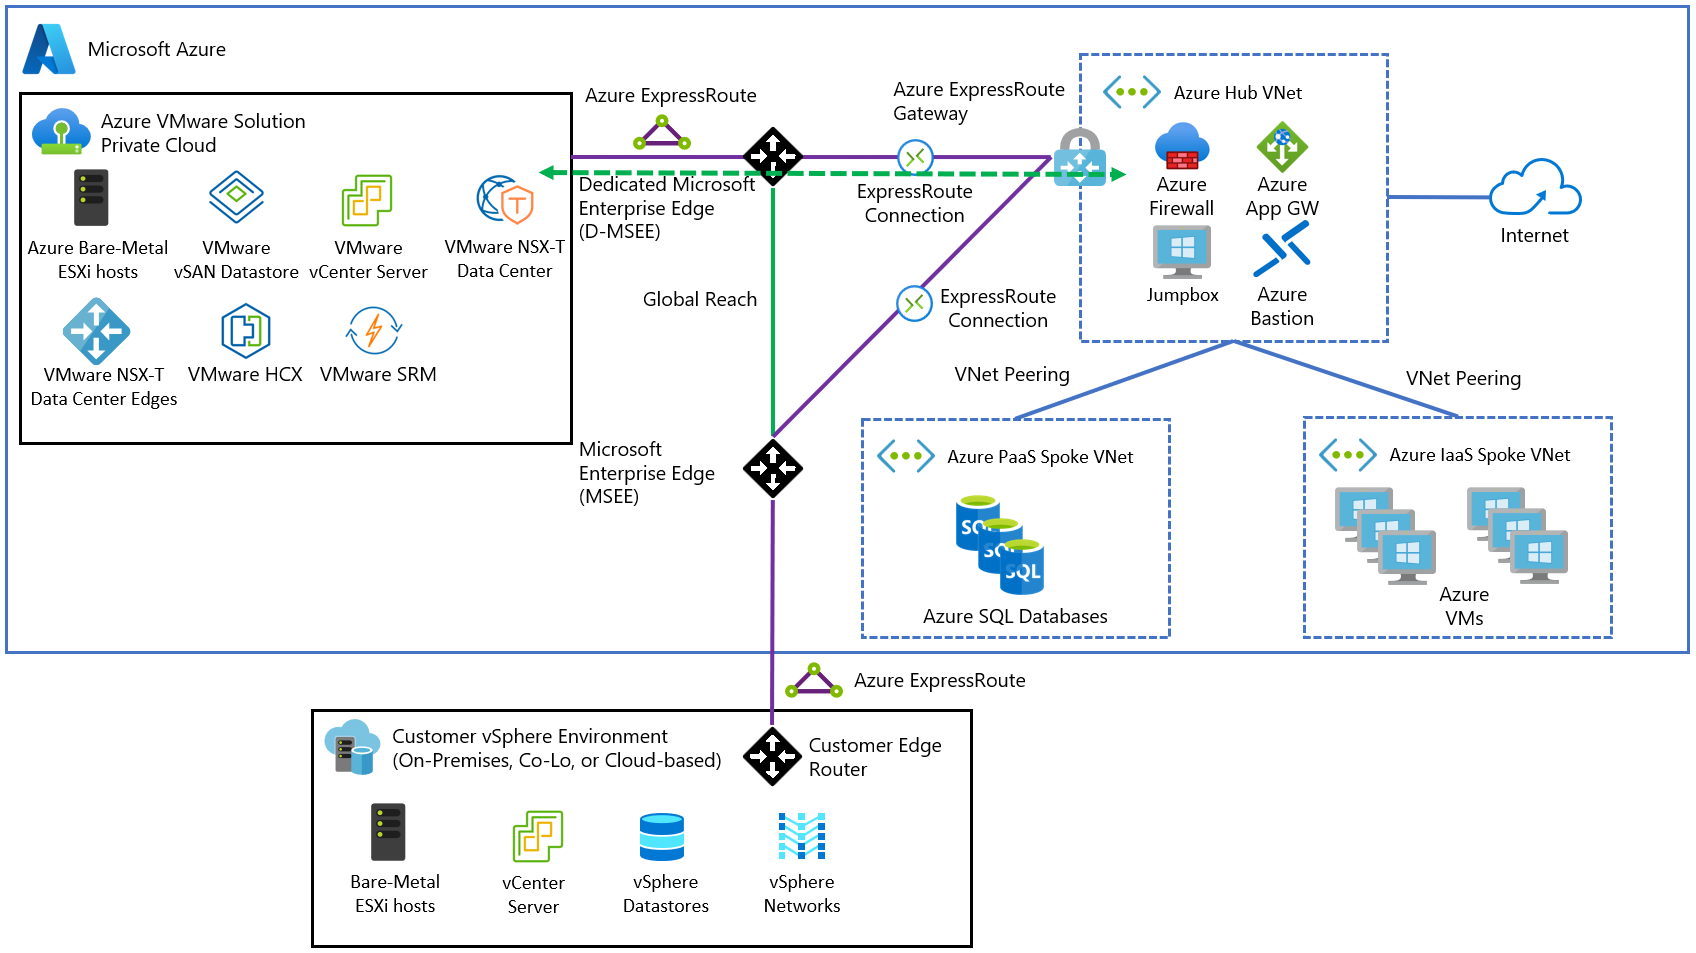 Microsoft Azure
Azure VMware Solution
Private Cloud
Azure Bare-Metal
ESXi hosts
VMware
vSAN Datastore
VMware
vCenter Server
T
VMware NSX-T
Data Center
VMware NSX-T
Data Center Edges
VMware HCX
VMware SRM
Azure ExpressRoute
Dedicated Microsoft
Enterprise Edge
(D-MSEE)
Global Reach
Microsoft
Enterprise Edge
(MSEE)
Azure ExpressRoute
Gateway
ExpressRoute
Connection
ExpressRoute
Connection
Azure Hub VNet
Azure
Firewall
Azure
App GW
Jumpbox
Azure
Bastion
Internet
VNet Peering
VNet Peering
Azure PaaS Spoke VNet
SQL
SQL
SQL
Azure SQL Databases
Azure IaaS Spoke VNet
Azure
VMs
Azure ExpressRoute
Customer vSphere Environment
(On-Premises, Co-Lo, or Cloud-based)
Customer Edge
Router
Bare-Metal
ESXi hosts
vCenter
Server
vSphere
Datastores
vSphere
Networks